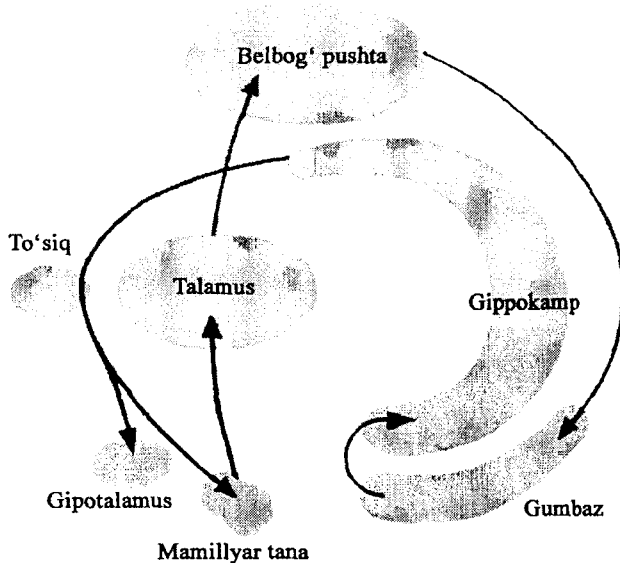 Belbog‘ pushta
To‘siq
Talamus
Gippokamp
Gipotalamus
Gumbaz
Mamillyar tana